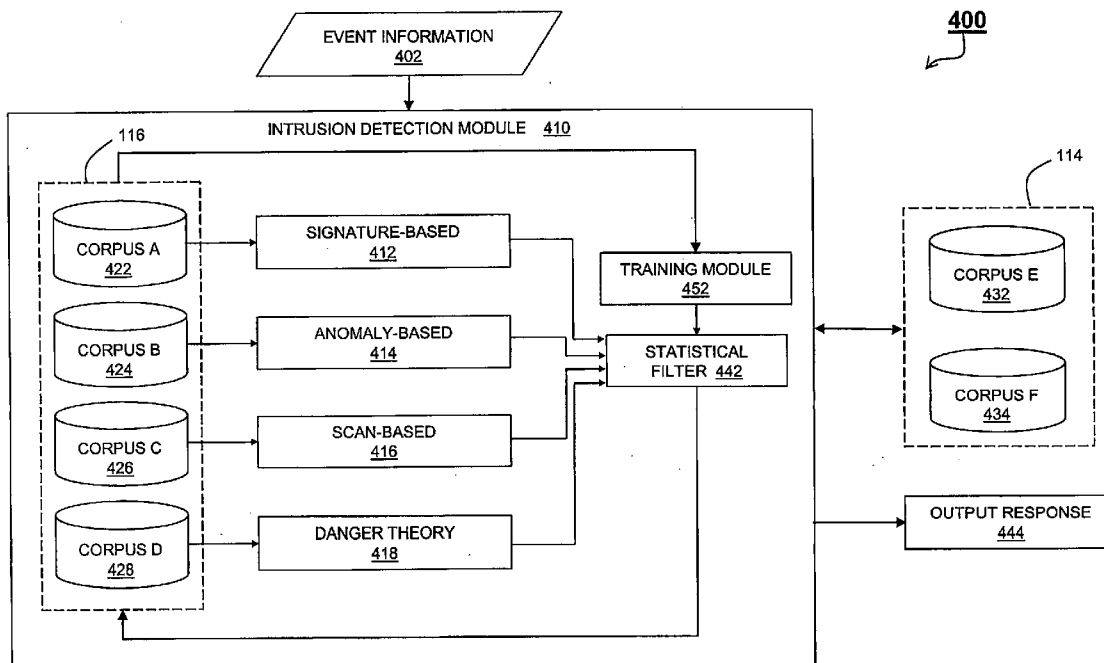 EVENT INFORMATION
402
400
INTRUSION DETECTION MODULE 410
116
114
CORPUS A
422
SIGNATURE-BASED
412
TRAINING MODULE
452
CORPUS E
432
CORPUS B
424
ANOMALY-BASED
414
STATISTICAL
FILTER 442
CORPUS F
434
CORPUS C
426
SCAN-BASED
416
OUTPUT RESPONSE
444
CORPUS D
428
DANGER THEORY
418